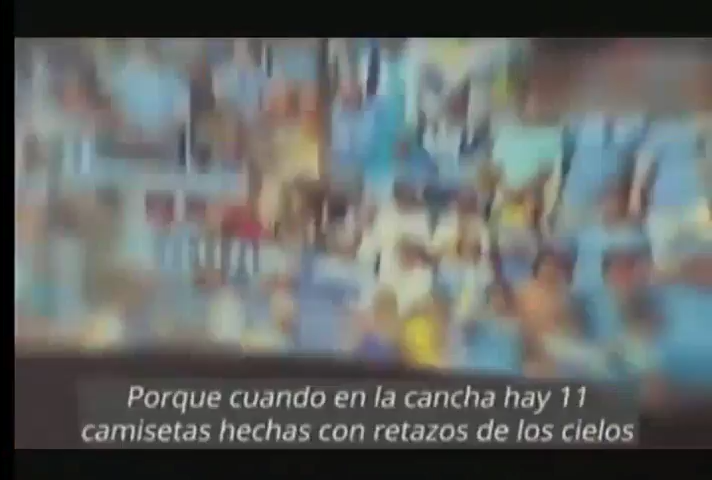 Porque cuando en la cancha hay 11
camisetas hechas con retazos de los cielos